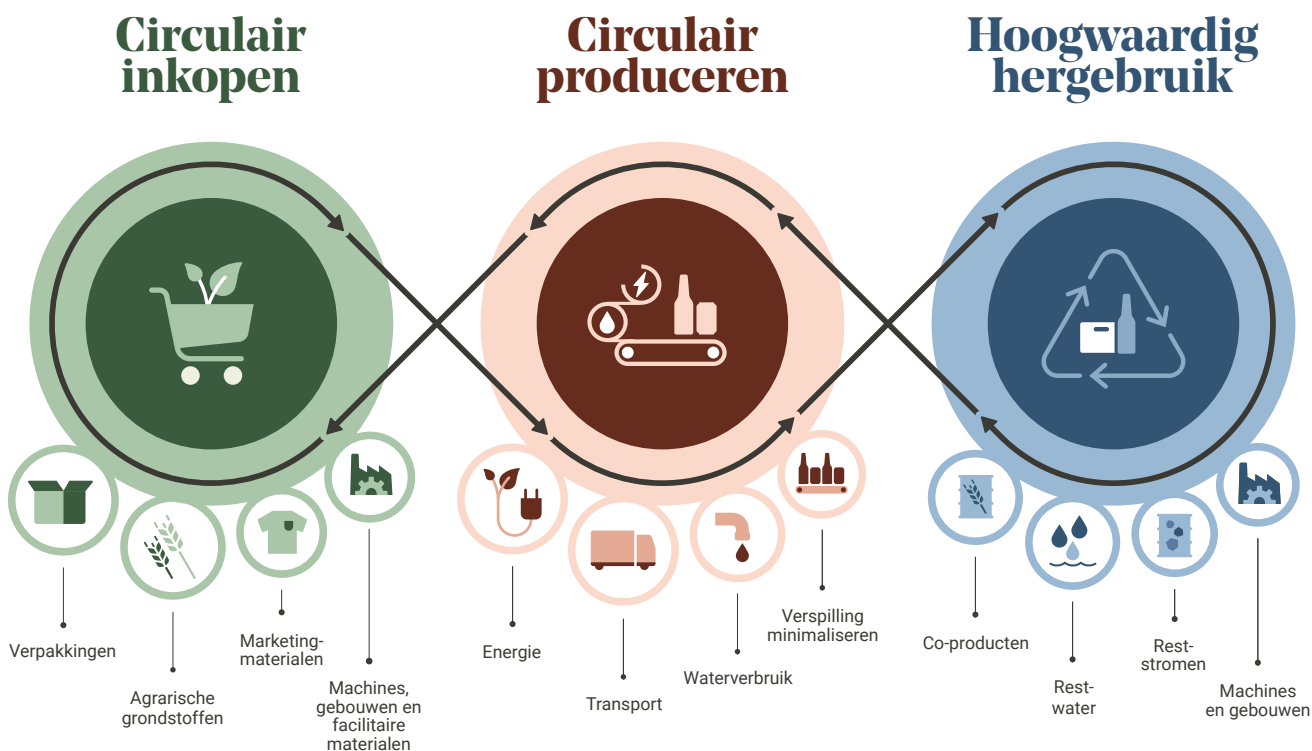 Circulair
inkopen
Circulair
produceren
Hoogwaardig
hergebruik
Verpakkingen
Agrarische
grondstoffen
Marketing-
materialen
Machines,
gebouwen en
facilitaire
materialen
Energie
Transport
Waterverbruik
Verspilling
minimaliseren
Co-producten
Rest-
water
Rest-
stromen
Machines
en gebouwen